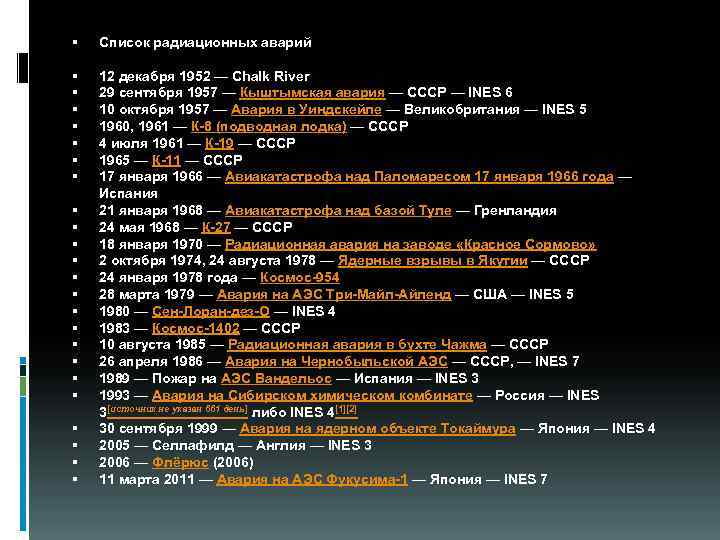 Список радиационных аварий
12 декабря 1952 — Chalk River
29 сентября 1957 — Кыштымская авария — СССР — INES 6
10 октября 1957 — Авария в Уиндскейле — Великобритания — INES 5
1960, 1961 — К-8 (подводная лодка) — СССР
4 июля 1961 — К-19 — СССР
1965 — К-11 — СССР
17 января 1966 — Авиакатастрофа над Паломаресом 17 января 1966 года —
Испания
21 января 1968 — Авиакатастрофа над базой Туле — Гренландия
24 мая 1968 — К-27 — СССР
18 января 1970 — Радиационная авария на заводе «Красное Сормово»
2 октября 1974, 24 августа 1978 — Ядерные взрывы в Якутии — СССР
24 января 1978 года — Космос-954
28 марта 1979 — Авария на АЭС Три-Майл-Айленд — США — INES 5
1980 — Сен-Лоран-дез-О — INES 4
1983 — Космос-1402 — СССР
10 августа 1985 — Радиационная авария в бухте Чажма — СССР
26 апреля 1986 — Авария на Чернобыльской АЭС — СССР, — INES 7
1989 — Пожар на АЭС Вандельос — Испания — INES 3
1993 — Авария на Сибирском химическом комбинате — Россия — INES
3[источник не указан 661 день] либо INES 4[1][2]
30 сентября 1999 — Авария на ядерном объекте Токаймура — Япония — INES 4
2005 — Селлафилд — Англия — INES 3
2006 — Флёрюс (2006)
11 марта 2011 — Авария на АЭС Фукусима-1 — Япония — INES 7